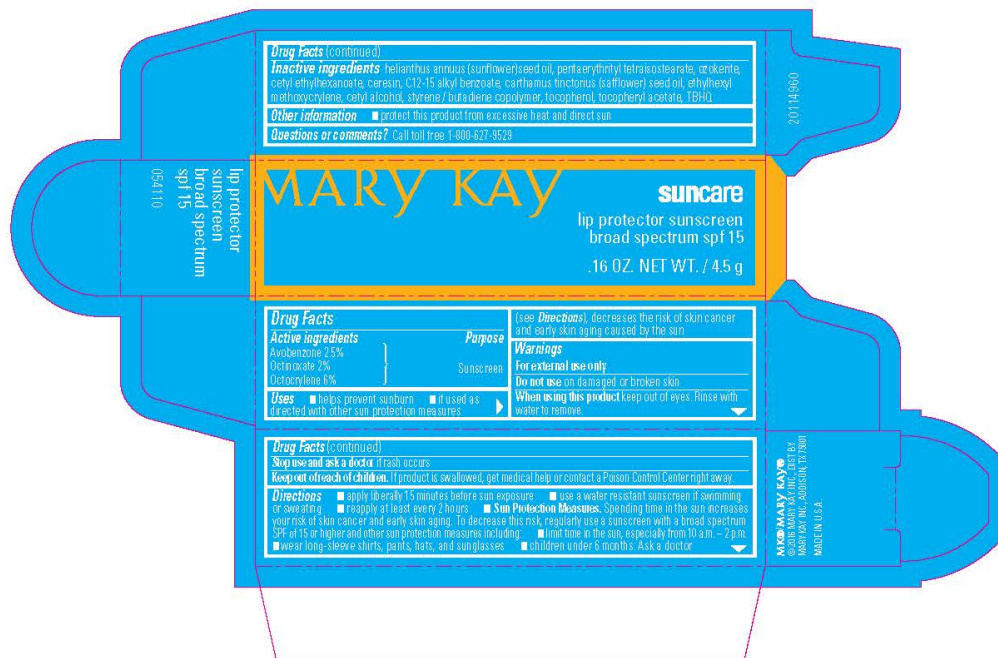 Drug Facts (continued)
Inactive ingredients helianthus annuus (sunflower)seed oil, pentaerythrityl tetraisostearate, ozokerite,
cetyl ethylhexanoate, ceresin, C12-15 alkyl benzoate, carthamus tinctorius (safflower) seed oil, ethylhexyl
methoxycrylene, cetyl alcohol, styrene / butadiene copolymer, tocopherol, tocopheryl acetate, TBHQ
Other information ■ protect this product from excessive heat and direct sun
Questions or comments? Call toll free 1-800-627-9529
20114960
lip protector
sunscreen
broad spectrum
spf 15
054110
MARY KAY
suncare
lip protector sunscreen
broad spectrum spf 15
.16 OZ. NET WT. / 4.5 g
Drug Facts
Active ingredients Purpose
Avobenzone 2.5%
Octinoxate 2%
Octocrylene 6%
Sunscreen
Uses ■ helps prevent sunburn ■ if used as
directed with other sun protection measures
(see Directions), decreases the risk of skin cancer
and early skin aging caused by the sun
Warnings
For external use only
Do not use on damaged or broken skin
When using this product keep out of eyes. Rinse with
water to remove.
Drug Facts (continued)
Stop use and ask a doctor if rash occurs
Keep out of reach of children. If product is swallowed, get medical help or contact a Poison Control Center right away.
Directions ■ apply liberally 15 minutes before sun exposure ■ use a water resistant sunscreen if swimming
or sweating ■ reapply at least every 2 hours ■ Sun Protection Measures. Spending time in the sun increases
your risk of skin cancer and early skin aging. To decrease this risk, regularly use a sunscreen with a broad spectrum
SPF of 15 or higher and other sun protection measures including: ■ limit time in the sun, especially from 10 a.m. – 2 p.m.
■ wear long-sleeve shirts, pants, hats, and sunglasses ■ children under 6 months: Ask a doctor
MK® MARY KAY®
©2016 MARY KAY INC. DIST. BY
MARY KAY INC., ADDISON, TX 75001
MADE IN U.S.A.